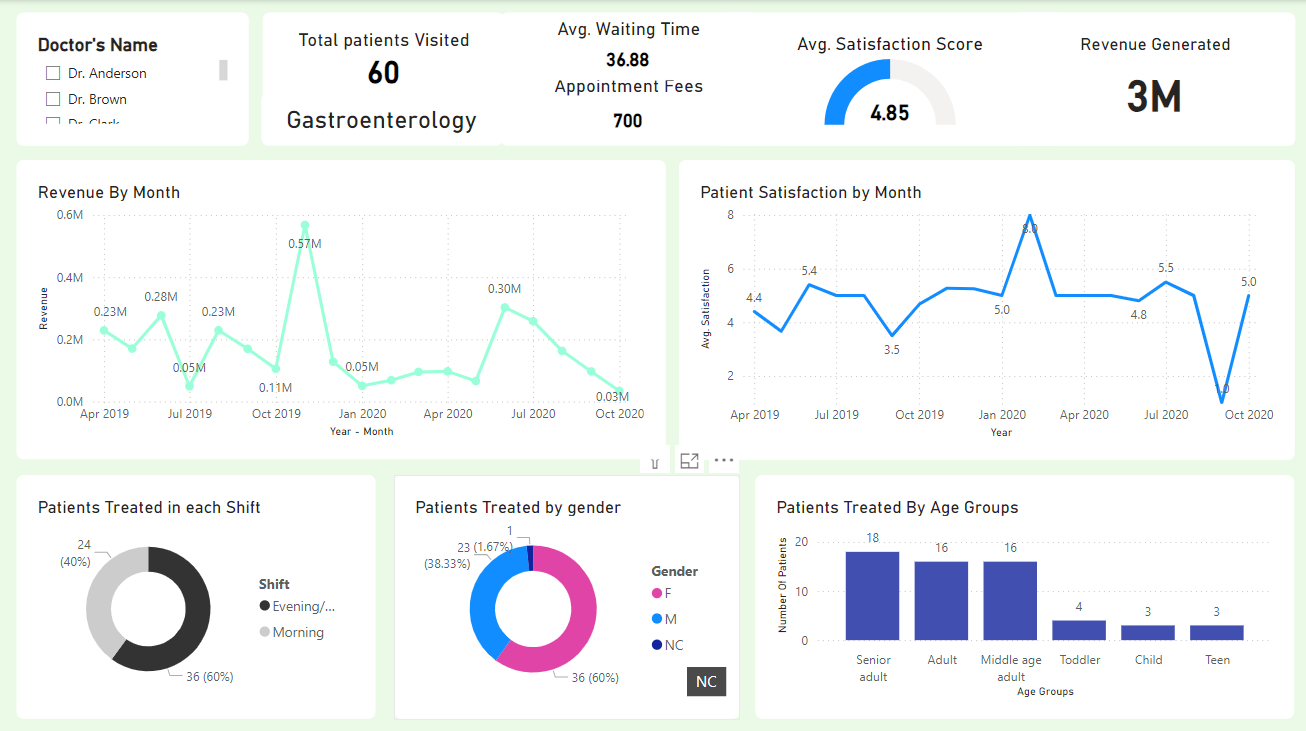 Doctor's Name
Dr. Anderson
Dr. Brown
Dr. Clark
Total patients Visited
60
Gastroenterology
Avg. Waiting Time
36.88
Appointment Fees
700
Avg. Satisfaction Score
4.85
Revenue Generated
3M
Revenue By Month
Revenue
0.6M
0.4M
0.2M
0.0M
0.23M
0.28M
0.05M
0.23M
0.11M
0.57M
0.05M
0.30M
0.03M
Apr 2019
Jul 2019
Oct 2019
Jan 2020
Apr 2020
Jul 2020
Oct 2020
Year - Month
Patient Satisfaction by Month
Avg. Satisfaction
8
6
4
2
4.4
5.4
3.5
5.0
8.0
4.8
5.5
1.0
5.0
Apr 2019
Jul 2019
Oct 2019
Jan 2020
Apr 2020
Jul 2020
Oct 2020
Year
Patients Treated in each Shift
24
(40%)
36 (60%)
Shift
Evening/...
Morning
Patients Treated by gender
1
(1.67%)
23
(38.33%)
36 (60%)
Gender
F
M
NC
NC
Patients Treated By Age Groups
Number Of Patients
20
10
0
18
16
16
4
3
3
Senior
adult
Adult
Middle age
adult
Toddler
Child
Teen
Age Groups